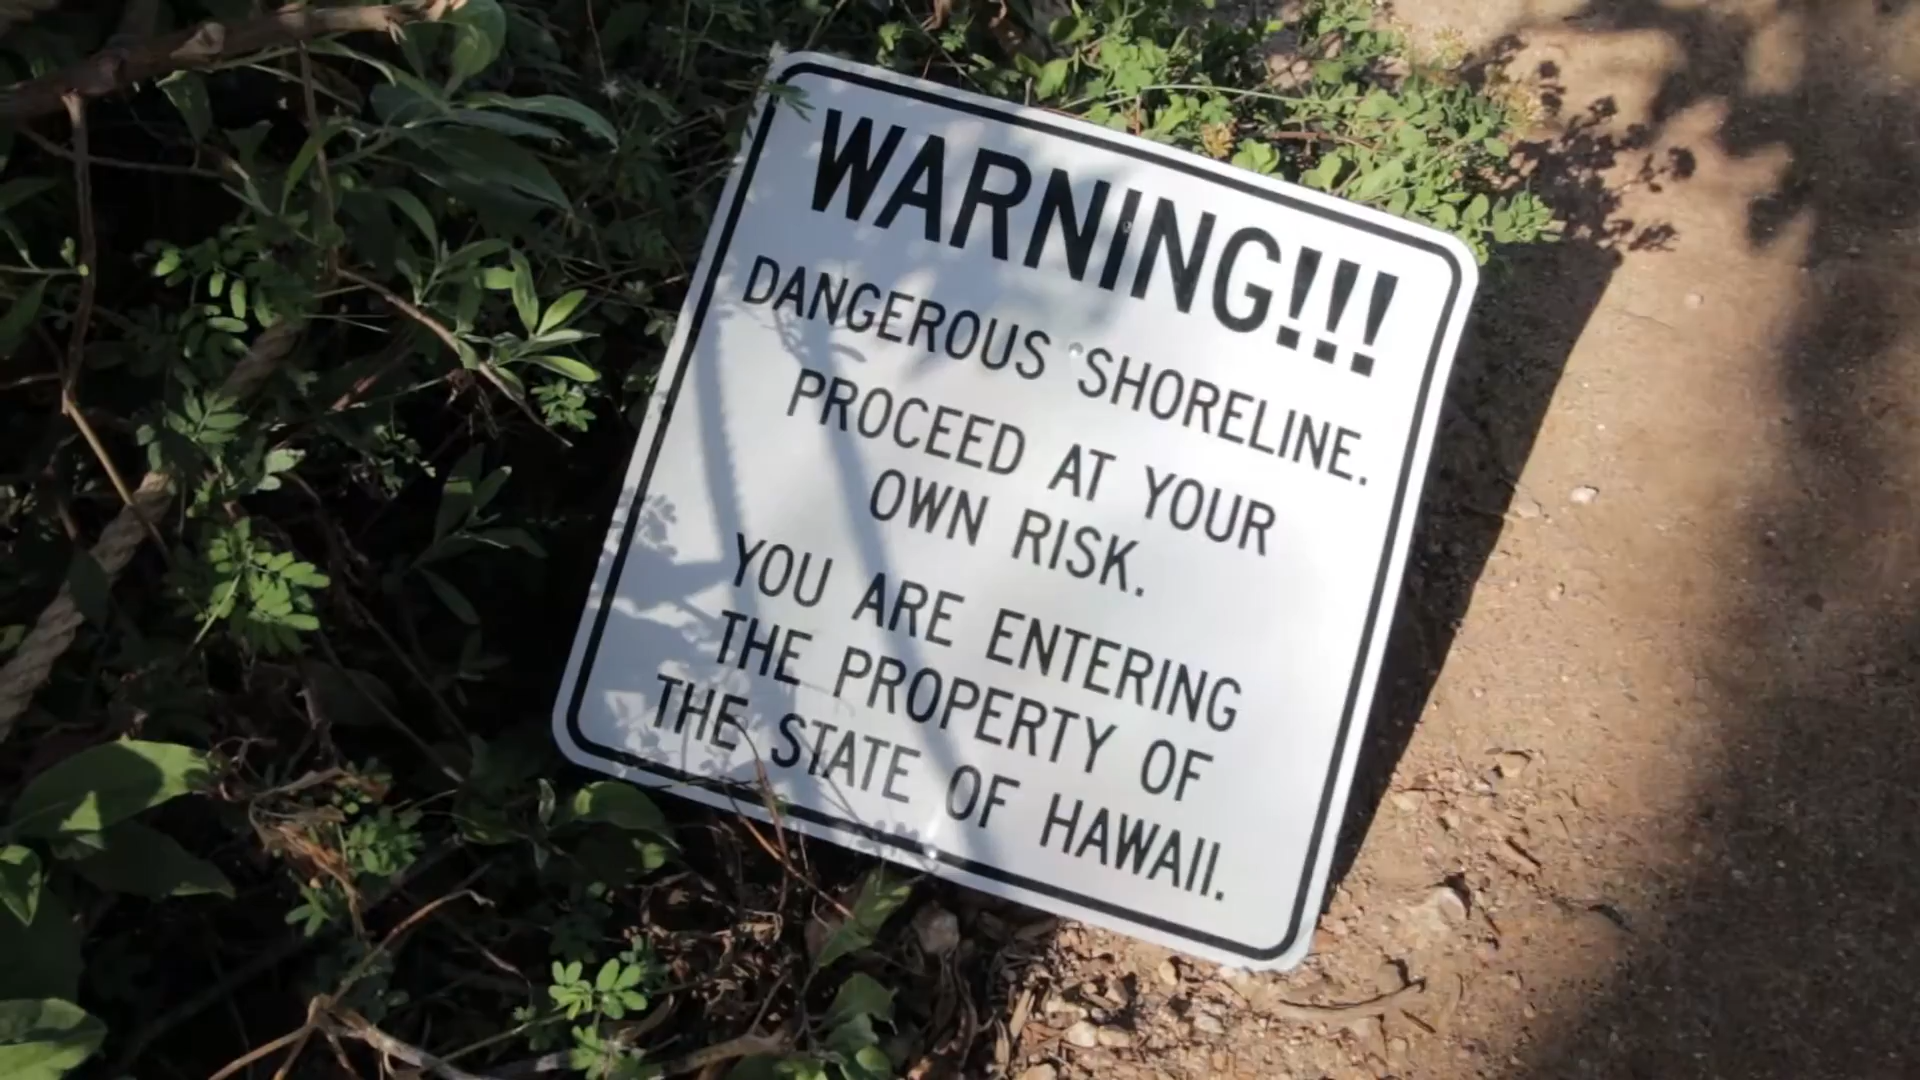 WARNING!!!
DANGEROUS SHORELINE.
PROCEED AT YOUR
OWN RISK.
YOU ARE ENTERING
THE PROPERTY OF
THE STATE OF HAWAII.